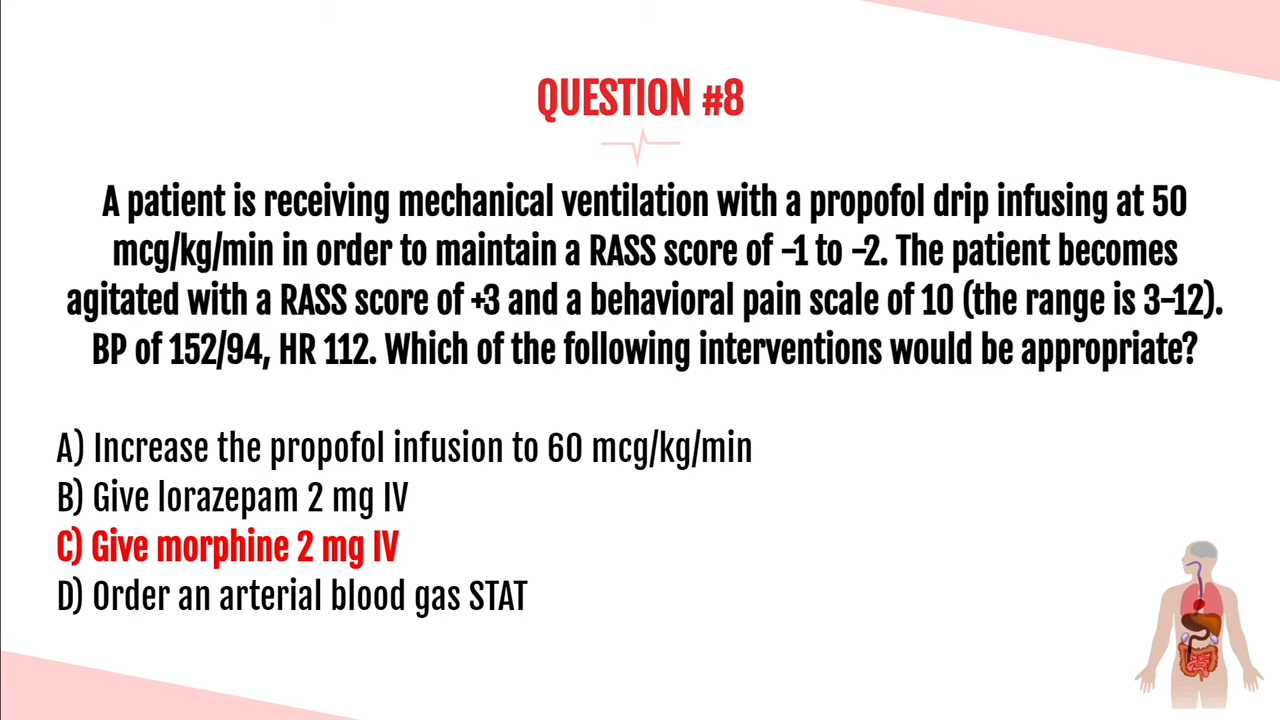 QUESTION #8
A patient is receiving mechanical ventilation with a propofol drip infusing at 50
mcg/kg/min in order to maintain a RASS score of -1 to -2. The patient becomes
agitated with a RASS score of +3 and a behavioral pain scale of 10 (the range is 3-12).
BP of 152/94, HR 112. Which of the following interventions would be appropriate?
A) Increase the propofol infusion to 60 mcg/kg/min
B) Give lorazepam 2 mg IV
C) Give morphine 2 mg IV
D) Order an arterial blood gas STAT